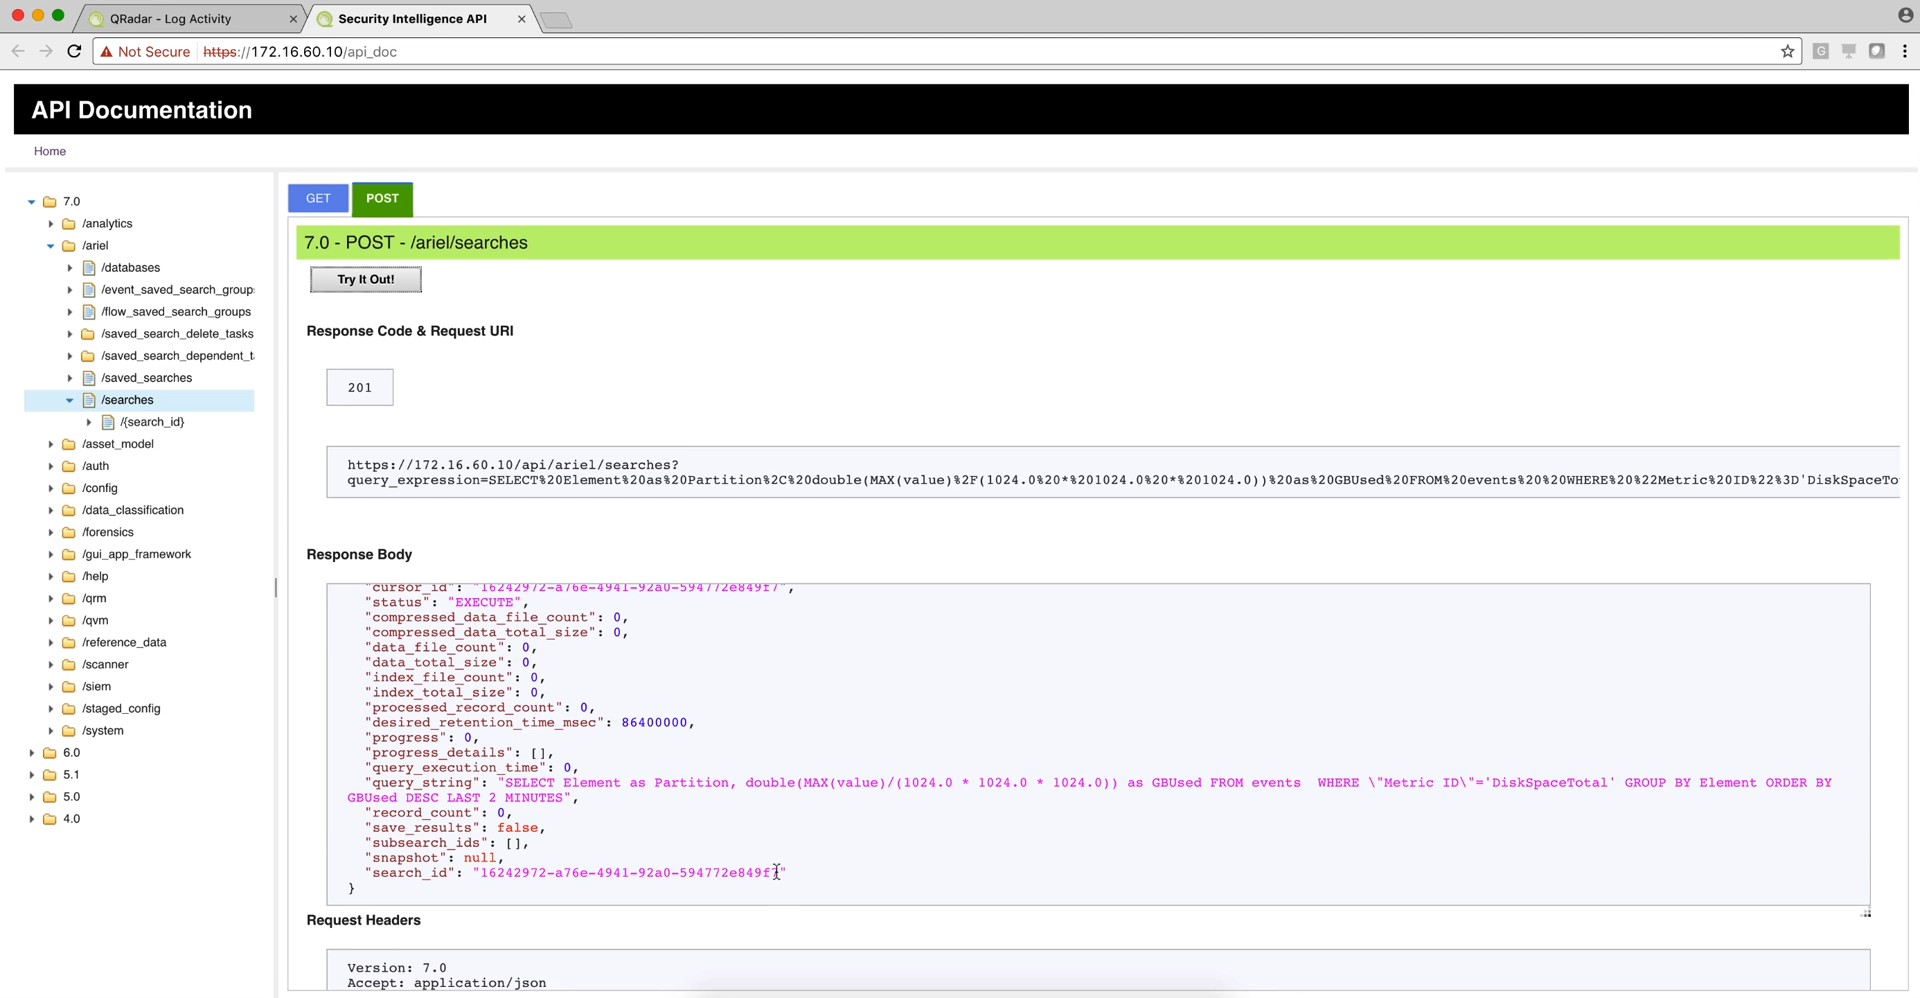 QRadar - Log Activity
Security Intelligence API
Not Secure https://172.16.60.10/api_doc
API Documentation
Home
7.0
/analytics
/ariel
/databases
/event_saved_search_group
/flow_saved_search_groups
/saved_search_delete_tasks
/saved_search_dependent_t
/saved_searches
/searches
/{search_id}
/asset_model
/auth
/config
/data_classification
/forensics
/gui_app_framework
/help
/qrm
/qvm
/reference_data
/scanner
/siem
/staged_config
/system
6.0
5.1
5.0
4.0
GET POST
7.0 - POST - /ariel/searches
Try It Out!
Response Code & Request URI
201
https://172.16.60.10/api/ariel/searches?
query_expression=SELECT%20Element%20as%20Partition%2C%20double(MAX(value)%2F(1024.0%20*%201024.0%20*%201024.0))%20as%20GBUsed%20FROM%20events%20%20WHERE%20%22Metric%20ID%22%3D'DiskSpaceTo
Response Body
"cursor_id": "16242972-a76e-4941-92a0-594772e849f7",
"status": "EXECUTE",
"compressed_data_file_count": 0,
"compressed_data_total_size": 0,
"data_file_count": 0,
"data_total_size": 0,
"index_file_count": 0,
"index_total_size": 0,
"processed_record_count": 0,
"desired_retention_time_msec": 86400000,
"progress": 0,
"progress_details": [],
"query_execution_time": 0,
"query_string": "SELECT Element as Partition, double(MAX(value)/(1024.0 * 1024.0 * 1024.0)) as GBUsed FROM events  WHERE \"Metric ID\"='DiskSpaceTotal' GROUP BY Element ORDER BY
GBUsed DESC LAST 2 MINUTES",
"record_count": 0,
"save_results": false,
"subsearch_ids": [],
"snapshot": null,
"search_id": "16242972-a76e-4941-92a0-594772e849f7"
}
Request Headers
Version: 7.0
Accept: application/json